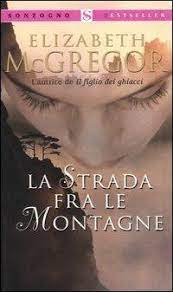 SONZOGNO S BESTSELLER
ELIZABETH
McGREGOR
L'autrice de Il figlio dei ghiacci
LA STRADA
FRA LE
MONTAGNE